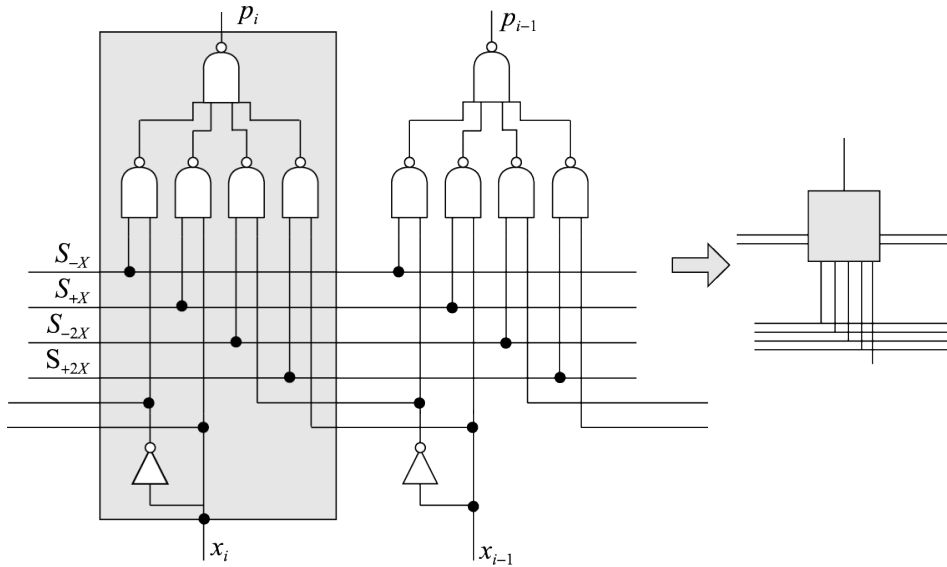 p_i p_{i-1}
S_{-X}
S_{+X}
S_{-2X}
S_{+2X}
x_i x_{i-1}